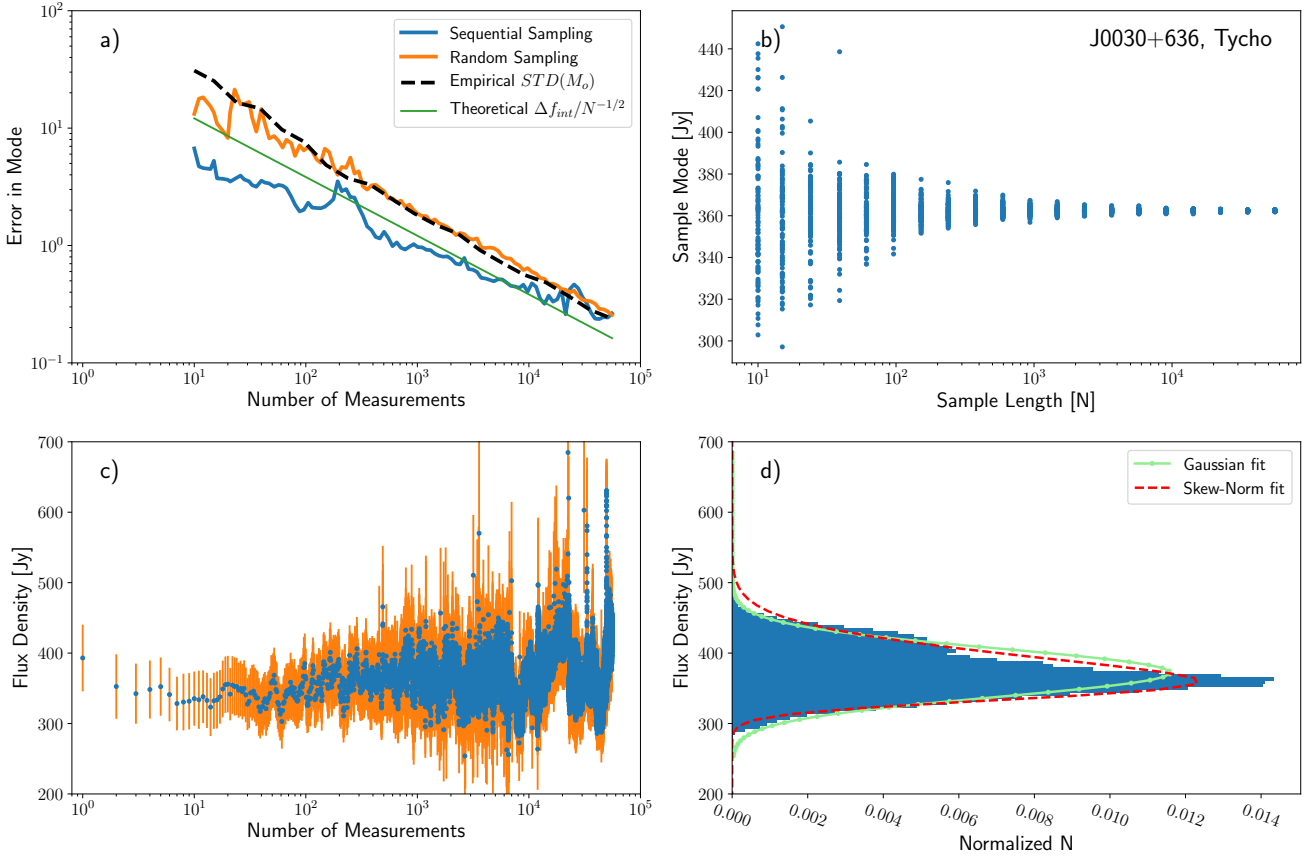 a)
Sequential Sampling
Random Sampling
Empirical STD(M_o)
Theoretical Δf_{int}/N^{-1/2}
10^2
10^1
10^0
10^{-1}
Error in Mode
10^0 10^1 10^2 10^3 10^4 10^5
Number of Measurements
b)
J0030+636, Tycho
440
420
400
380
360
340
320
300
Sample Mode [Jy]
10^1 10^2 10^3 10^4
Sample Length [N]
c)
700
600
500
400
300
200
Flux Density [Jy]
10^0 10^1 10^2 10^3 10^4 10^5
Number of Measurements
d)
Gaussian fit
Skew-Norm fit
700
600
500
400
300
200
Flux Density [Jy]
0.000 0.002 0.004 0.006 0.008 0.010 0.012 0.014
Normalized N